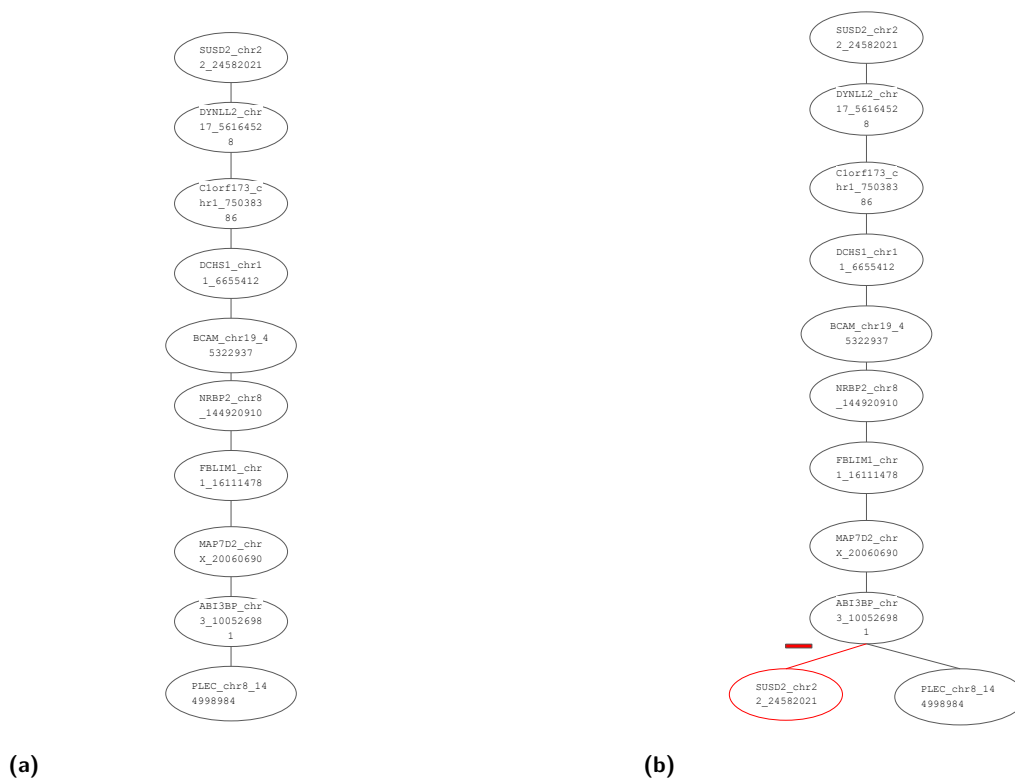 SUSD2_chr2
2_24582021
DYNLL2_chr
17_5616452
8
C1orf173_c
hr1_750383
86
DCHS1_chr1
1_6655412
BCAM_chr19_4
5322937
NRBP2_chr8
_144920910
FBLIM1_chr
1_16111478
MAP7D2_chr
X_20060690
ABI3BP_chr
3_10052698
1
PLEC_chr8_14
4998984
(a)
SUSD2_chr2
2_24582021
DYNLL2_chr
17_5616452
8
C1orf173_c
hr1_750383
86
DCHS1_chr1
1_6655412
BCAM_chr19_4
5322937
NRBP2_chr8
_144920910
FBLIM1_chr
1_16111478
MAP7D2_chr
X_20060690
ABI3BP_chr
3_10052698
1
SUSD2_chr2
2_24582021
PLEC_chr8_14
4998984
(b)